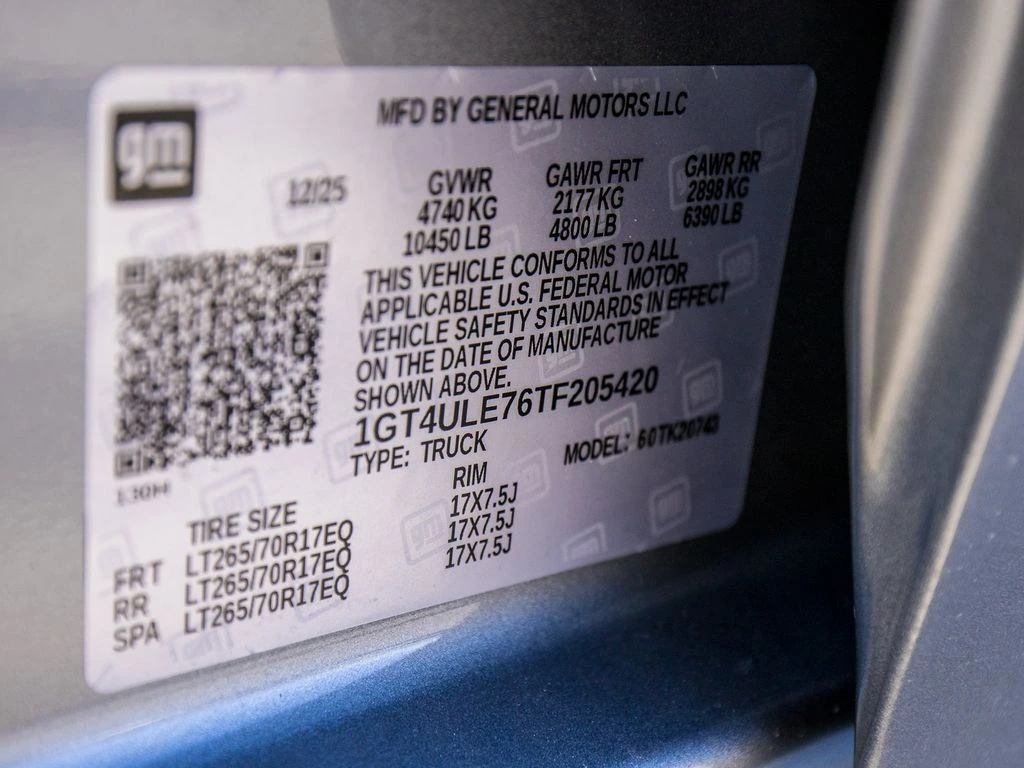 gm
MFD BY GENERAL MOTORS LLC
12/25
GVWR GAWR FRT GAWR RR
4740 KG 2177 KG 2898 KG
10450 LB 4800 LB 6390 LB
THIS VEHICLE CONFORMS TO ALL
APPLICABLE U.S. FEDERAL MOTOR
VEHICLE SAFETY STANDARDS IN EFFECT
ON THE DATE OF MANUFACTURE
SHOWN ABOVE.
1GT4ULE76TF205420
TYPE: TRUCK MODEL: 60TK20743
130H
TIRE SIZE RIM
FRT LT265/70R17EQ 17X7.5J
RR LT265/70R17EQ 17X7.5J
SPA LT265/70R17EQ 17X7.5J